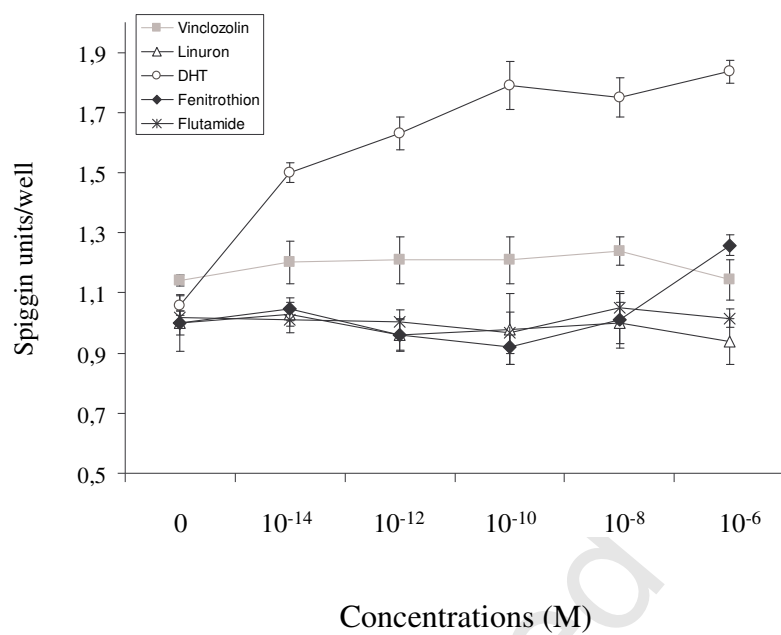 Vinclozolin
Linuron
DHT
Fenitrothion
Flutamide
1,9
1,7
1,5
1,3
1,1
0,9
0,7
0,5
Spiggin units/well
0 10⁻¹⁴ 10⁻¹² 10⁻¹⁰ 10⁻⁸ 10⁻⁶
Concentrations (M)